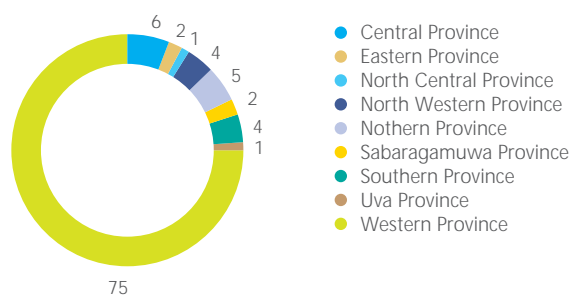 6
2
1
4
5
2
4
1
75
Central Province
Eastern Province
North Central Province
North Western Province
Nothern Province
Sabaragamuwa Province
Southern Province
Uva Province
Western Province